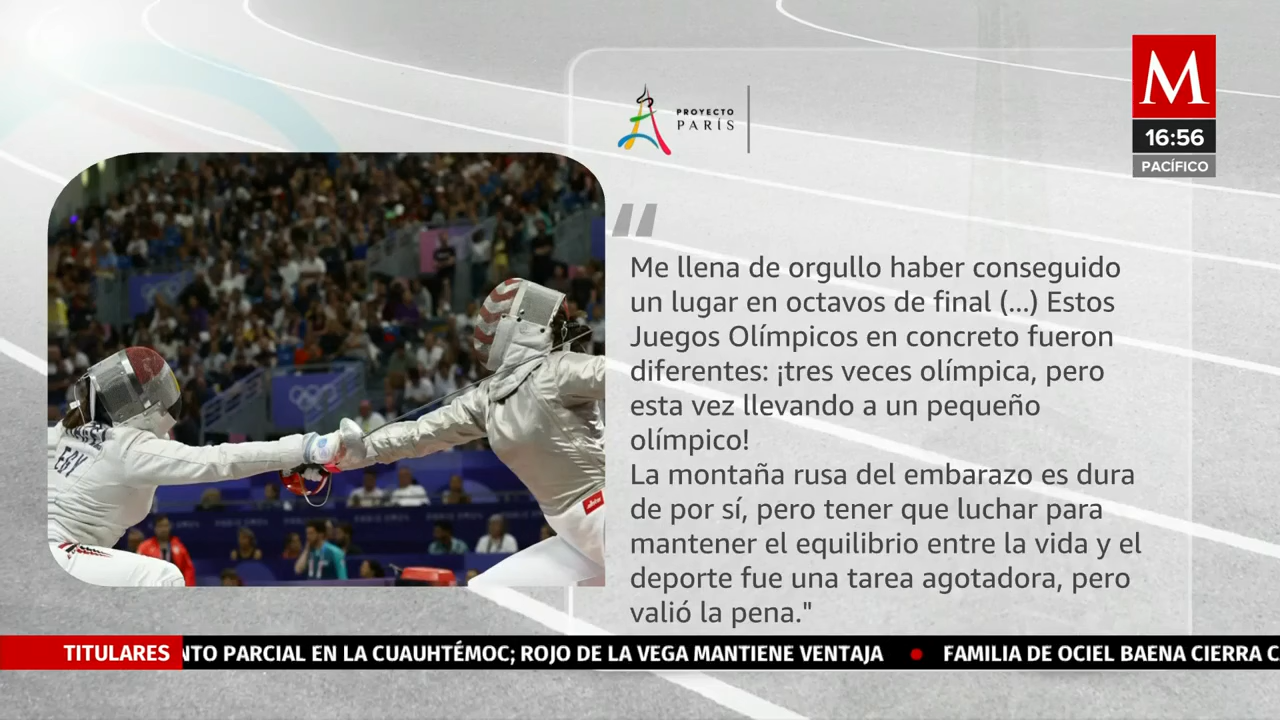 M
16:56
PACÍFICO
PROYECTO
PARÍS
Me llena de orgullo haber conseguido
un lugar en octavos de final (...) Estos
Juegos Olímpicos en concreto fueron
diferentes: ¡tres veces olímpica, pero
esta vez llevando a un pequeño
olímpico!
La montaña rusa del embarazo es dura
de por sí, pero tener que luchar para
mantener el equilibrio entre la vida y el
deporte fue una tarea agotadora, pero
valió la pena."
EGY
TITULARES NTO PARCIAL EN LA CUAUHTÉMOC; ROJO DE LA VEGA MANTIENE VENTAJA • FAMILIA DE OCIEL BAENA CIERRA C